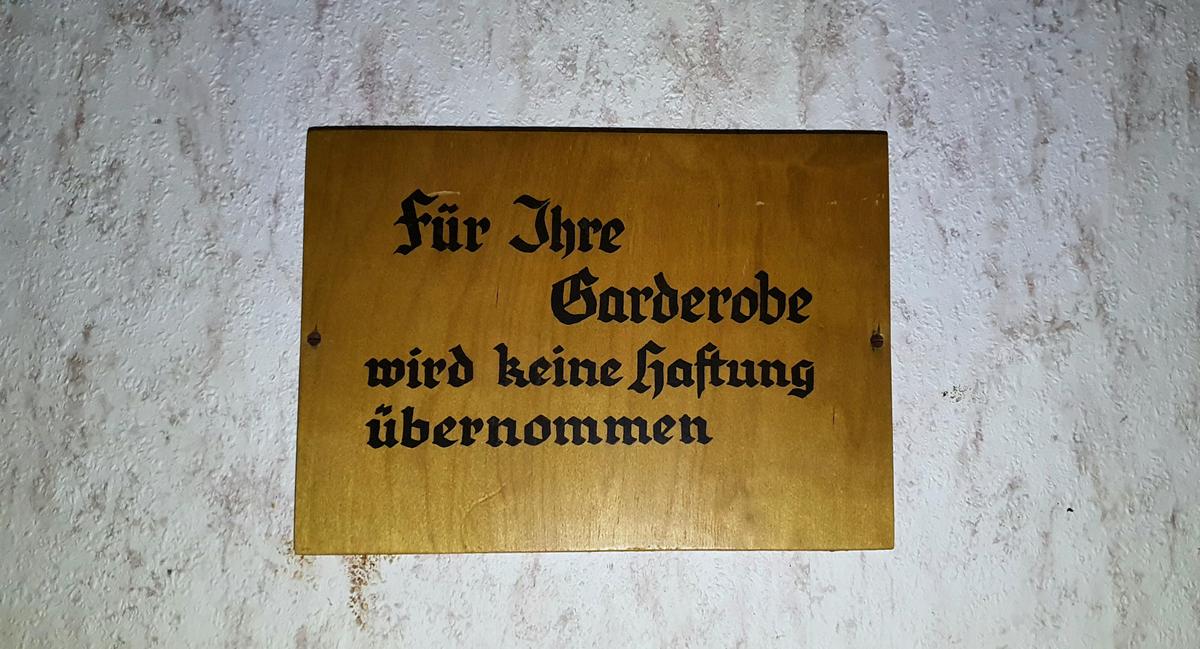 Für Ihre
Garderobe
wird keine Haftung
übernommen